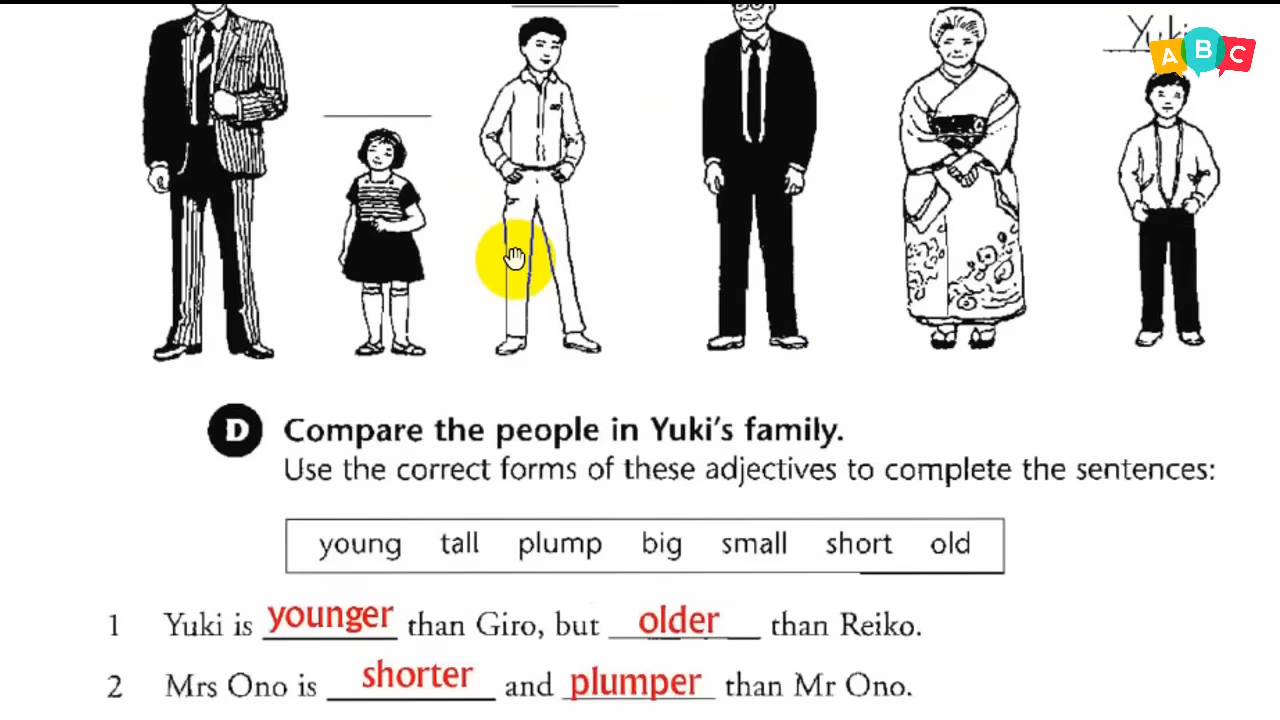 Yuki
A B C
D Compare the people in Yuki's family.
Use the correct forms of these adjectives to complete the sentences:
young tall plump big small short old
1 Yuki is younger than Giro, but older than Reiko.
2 Mrs Ono is shorter and plumper than Mr Ono.